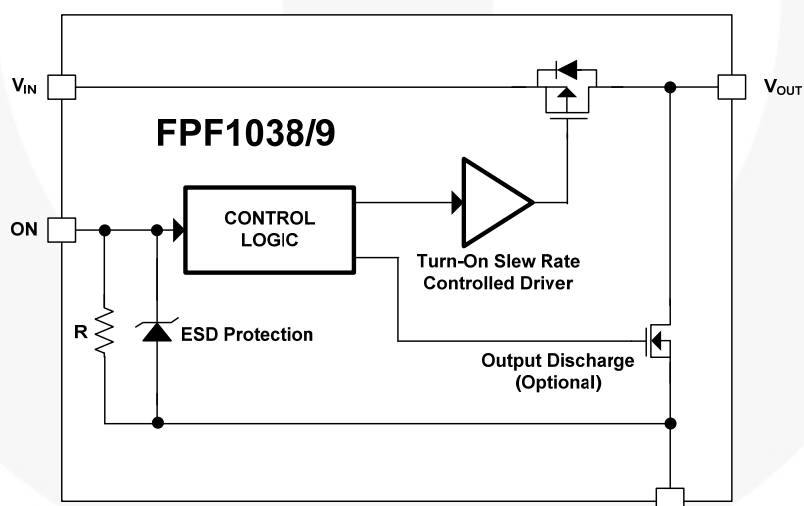 VIN
VOUT
FPF1038/9
ON
CONTROL
LOGIC
Turn-On Slew Rate
Controlled Driver
R
ESD Protection
Output Discharge
(Optional)